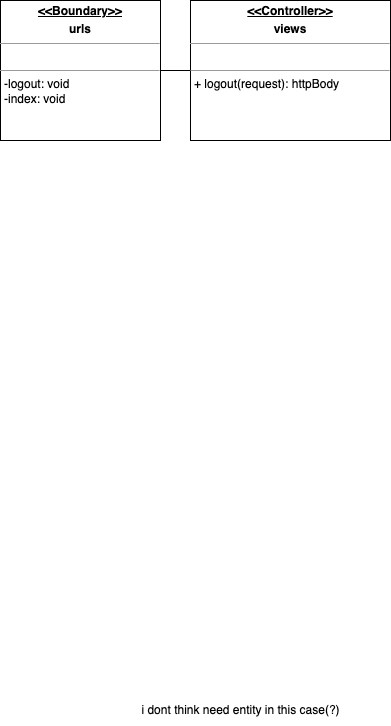 <<Boundary>>
urls
-logout: void
-index: void
<<Controller>>
views
+ logout(request): httpBody
i dont think need entity in this case(?)